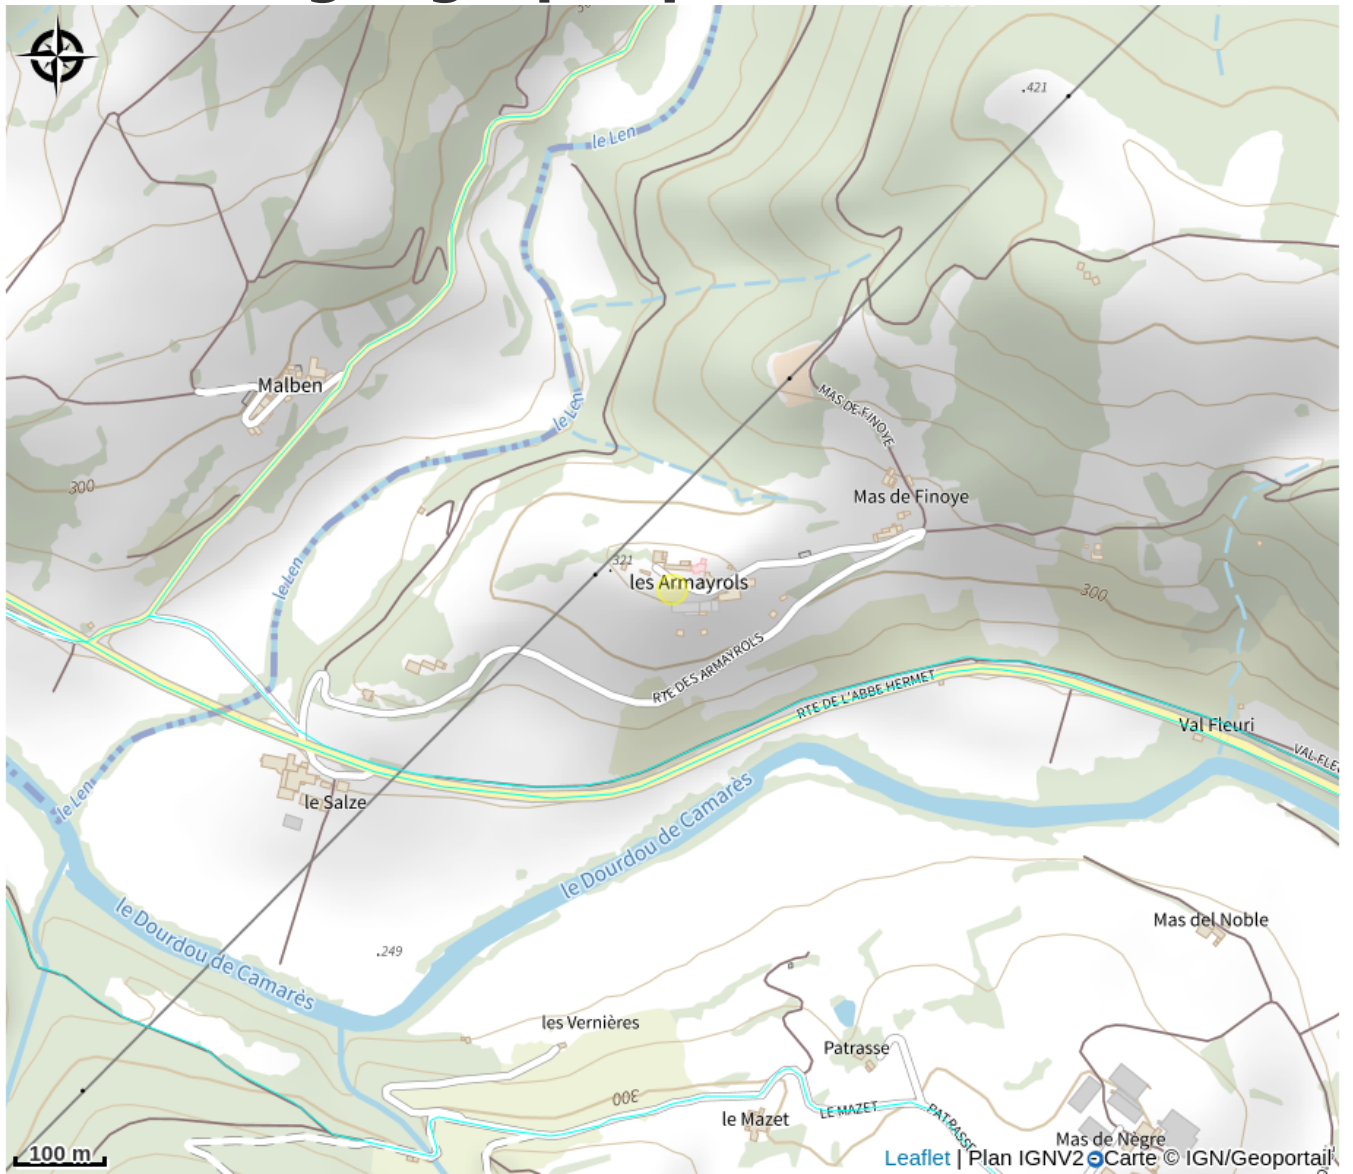 le Len
421
Malben
MAS DE FINOYE
le Len
300
Mas de Finoye
321
les Armayrols
le Len
300
RTE DES ARMAYROLS
RTE DE L'ABBE HERMET
Val Fleuri
le Len
le Salze
le Dourdou de Camarès
le Dourdou de Camarès
Mas del Noble
249
les Vernières
Patrasse
300
le Mazet
LE MAZET
PATRASSE
Mas de Nègre
100 m
Leaflet | Plan IGNV2 Carte © IGN/Geoportail